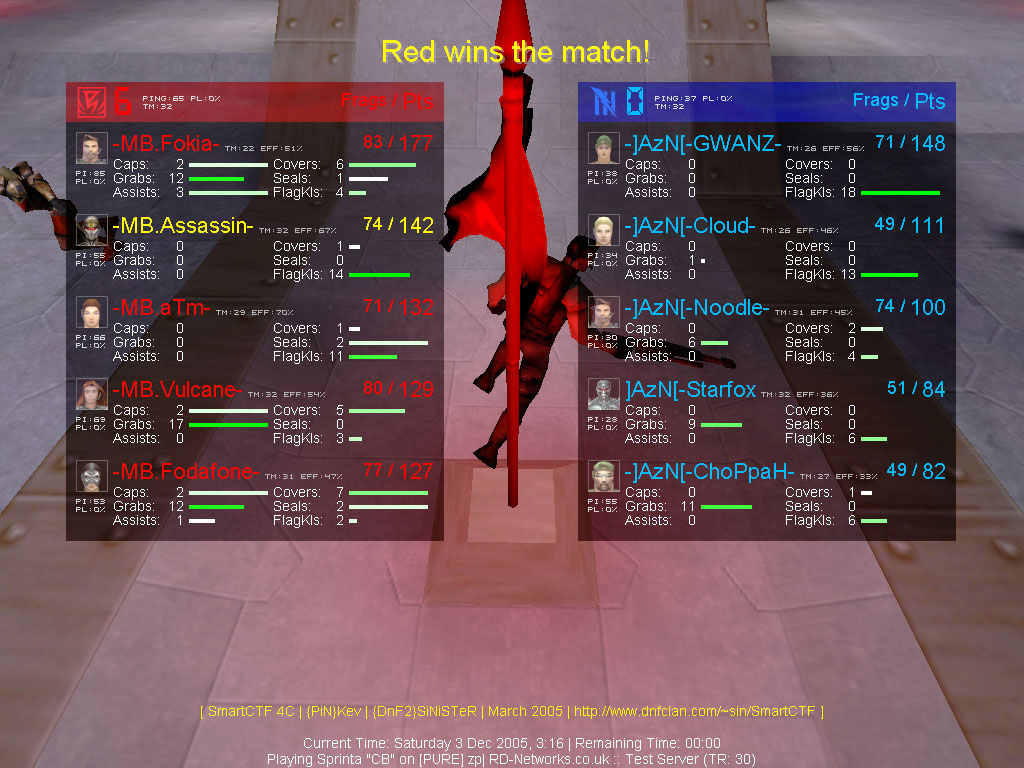 Red wins the match!
6 PING:65 PL:0% TM:32 Frags / Pts
-MB.Fokia- TM:22 EFF:51% 83 / 177
PI:85 PL:0%
Caps: 2 Covers: 6
Grabs: 12 Seals: 1
Assists: 3 FlagKls: 4
-MB.Assassin- TM:32 EFF:67% 74 / 142
PI:55 PL:0%
Caps: 0 Covers: 1
Grabs: 0 Seals: 0
Assists: 0 FlagKls: 14
-MB.aTm- TM:29 EFF:70% 71 / 132
PI:66 PL:0%
Caps: 0 Covers: 1
Grabs: 0 Seals: 2
Assists: 0 FlagKls: 11
-MB.Vulcane- TM:32 EFF:54% 80 / 129
PI:69 PL:0%
Caps: 2 Covers: 5
Grabs: 17 Seals: 0
Assists: 0 FlagKls: 3
-MB.Fodafone- TM:31 EFF:47% 77 / 127
PI:53 PL:0%
Caps: 2 Covers: 7
Grabs: 12 Seals: 2
Assists: 1 FlagKls: 2
0 PING:37 PL:0% TM:32 Frags / Pts
-]AzN[-GWANZ- TM:26 EFF:56% 71 / 148
PI:38 PL:0%
Caps: 0 Covers: 0
Grabs: 0 Seals: 0
Assists: 0 FlagKls: 18
-]AzN[-Cloud- TM:26 EFF:46% 49 / 111
PI:34 PL:0%
Caps: 0 Covers: 0
Grabs: 1 Seals: 0
Assists: 0 FlagKls: 13
-]AzN[-Noodle- TM:31 EFF:45% 74 / 100
PI:30 PL:0%
Caps: 0 Covers: 2
Grabs: 6 Seals: 0
Assists: 0 FlagKls: 4
]AzN[-Starfox TM:32 EFF:36% 51 / 84
PI:28 PL:0%
Caps: 0 Covers: 0
Grabs: 9 Seals: 0
Assists: 0 FlagKls: 6
-]AzN[-ChoPpaH- TM:27 EFF:33% 49 / 82
PI:55 PL:0%
Caps: 0 Covers: 1
Grabs: 11 Seals: 0
Assists: 0 FlagKls: 6
[ SmartCTF 4C | {PiN}Kev | {DnF2}SiNiSTeR | March 2005 | http://www.dnfclan.com/~sin/SmartCTF ]
Current Time: Saturday 3 Dec 2005, 3:16 | Remaining Time: 00:00
Playing Sprinta "CB" on [PURE] zp| RD-Networks.co.uk :: Test Server (TR: 30)